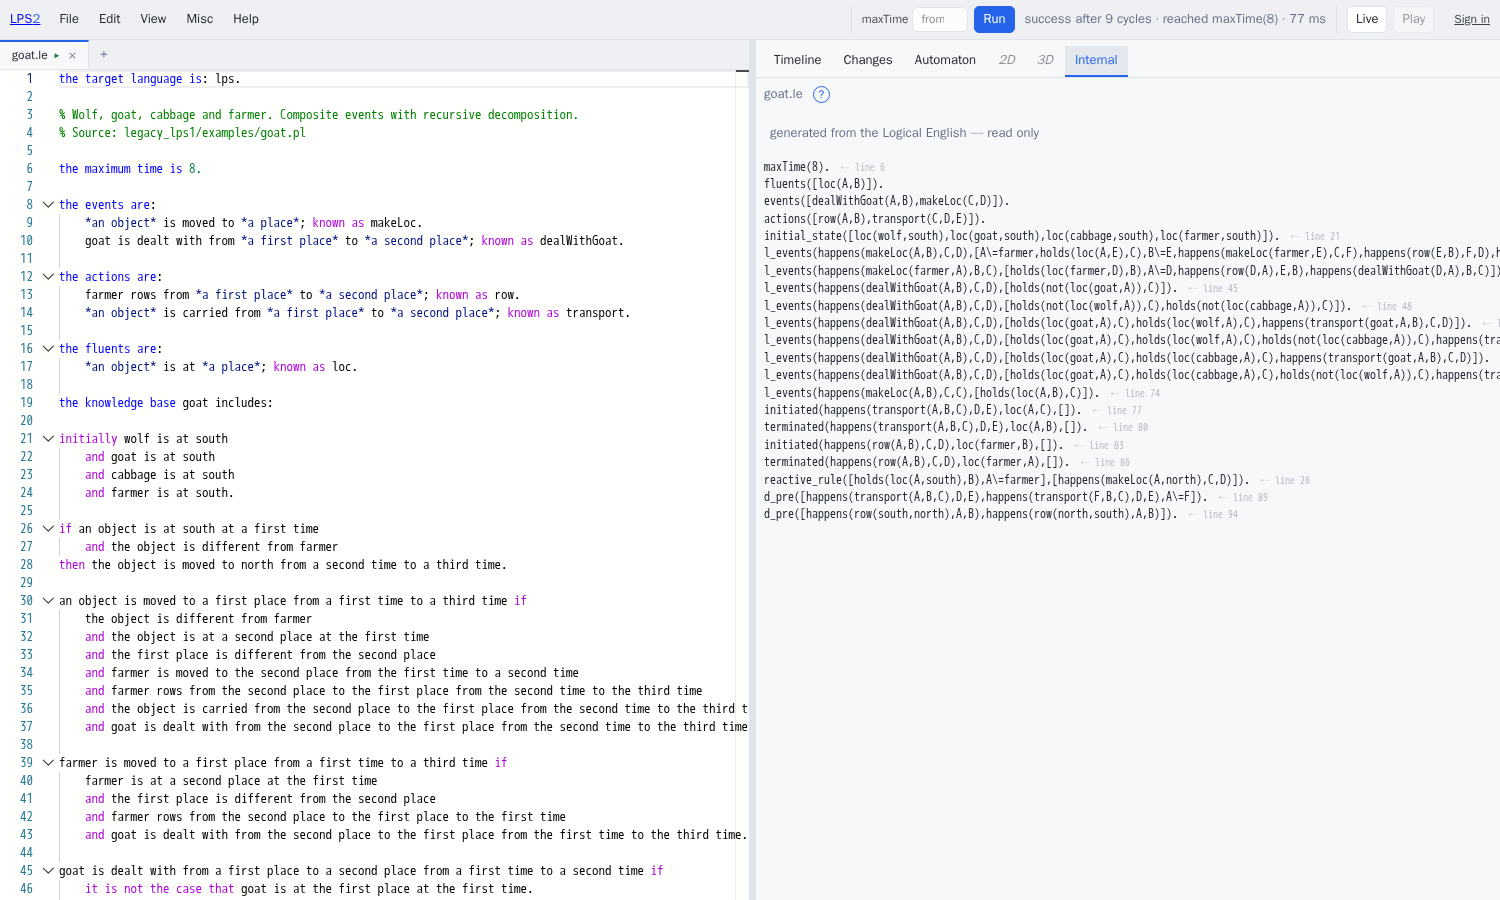 LPS2 File Edit View Misc Help maxTime from Run success after 9 cycles · reached maxTime(8) · 77 ms Live Play Sign in
goat.le ▸ × +
Timeline Changes Automaton 2D 3D Internal
goat.le ?
generated from the Logical English — read only
1 the target language is: lps.
2
3 % Wolf, goat, cabbage and farmer. Composite events with recursive decomposition.
4 % Source: legacy_lps1/examples/goat.pl
5
6 the maximum time is 8.
7
8 the events are:
9 *an object* is moved to *a place*; known as makeLoc.
10 goat is dealt with from *a first place* to *a second place*; known as dealWithGoat.
11
12 the actions are:
13 farmer rows from *a first place* to *a second place*; known as row.
14 *an object* is carried from *a first place* to *a second place*; known as transport.
15
16 the fluents are:
17 *an object* is at *a place*; known as loc.
18
19 the knowledge base goat includes:
20
21 initially wolf is at south
22 and goat is at south
23 and cabbage is at south
24 and farmer is at south.
25
26 if an object is at south at a first time
27 and the object is different from farmer
28 then the object is moved to north from a second time to a third time.
29
30 an object is moved to a first place from a first time to a third time if
31 the object is different from farmer
32 and the object is at a second place at the first time
33 and the first place is different from the second place
34 and farmer is moved to the second place from the first time to a second time
35 and farmer rows from the second place to the first place from the second time to the third time
36 and the object is carried from the second place to the first place from the second time to the third t
37 and goat is dealt with from the second place to the first place from the second time to the third time
38
39 farmer is moved to a first place from a first time to a third time if
40 farmer is at a second place at the first time
41 and the first place is different from the second place
42 and farmer rows from the second place to the first place to the first time
43 and goat is dealt with from the second place to the first place from the first time to the third time.
44
45 goat is dealt with from a first place to a second place from a first time to a second time if
46 it is not the case that goat is at the first place at the first time.
maxTime(8). ← line 6
fluents([loc(A,B)]).
events([dealWithGoat(A,B),makeLoc(C,D)]).
actions([row(A,B),transport(C,D,E)]).
initial_state([loc(wolf,south),loc(goat,south),loc(cabbage,south),loc(farmer,south)]). ← line 21
l_events(happens(makeLoc(A,B),C,D),[A\=farmer,holds(loc(A,E),C),B\=E,happens(makeLoc(farmer,E),C,F),happens(row(E,B),F,D),h
l_events(happens(makeLoc(farmer,A),B,C),[holds(loc(farmer,D),B),A\=D,happens(row(D,A),E,B),happens(dealWithGoat(D,A),B,C)])
l_events(happens(dealWithGoat(A,B),C,D),[holds(not(loc(goat,A)),C)]). ← line 45
l_events(happens(dealWithGoat(A,B),C,D),[holds(not(loc(wolf,A)),C),holds(not(loc(cabbage,A)),C)]). ← line 48
l_events(happens(dealWithGoat(A,B),C,D),[holds(loc(goat,A),C),holds(loc(wolf,A),C),happens(transport(goat,A,B),C,D)]). ← l
l_events(happens(dealWithGoat(A,B),C,D),[holds(loc(goat,A),C),holds(loc(wolf,A),C),holds(not(loc(cabbage,A)),C),happens(tra
l_events(happens(dealWithGoat(A,B),C,D),[holds(loc(goat,A),C),holds(loc(cabbage,A),C),happens(transport(goat,A,B),C,D)]).
l_events(happens(dealWithGoat(A,B),C,D),[holds(loc(goat,A),C),holds(loc(cabbage,A),C),holds(not(loc(wolf,A)),C),happens(tra
l_events(happens(makeLoc(A,B),C,C),[holds(loc(A,B),C)]). ← line 74
initiated(happens(transport(A,B,C),D,E),loc(A,C),[]). ← line 77
terminated(happens(transport(A,B,C),D,E),loc(A,B),[]). ← line 80
initiated(happens(row(A,B),C,D),loc(farmer,B),[]). ← line 83
terminated(happens(row(A,B),C,D),loc(farmer,A),[]). ← line 86
reactive_rule([holds(loc(A,south),B),A\=farmer],[happens(makeLoc(A,north),C,D)]). ← line 26
d_pre([happens(transport(A,B,C),D,E),happens(transport(F,B,C),D,E),A\=F]). ← line 89
d_pre([happens(row(south,north),A,B),happens(row(north,south),A,B)]). ← line 94